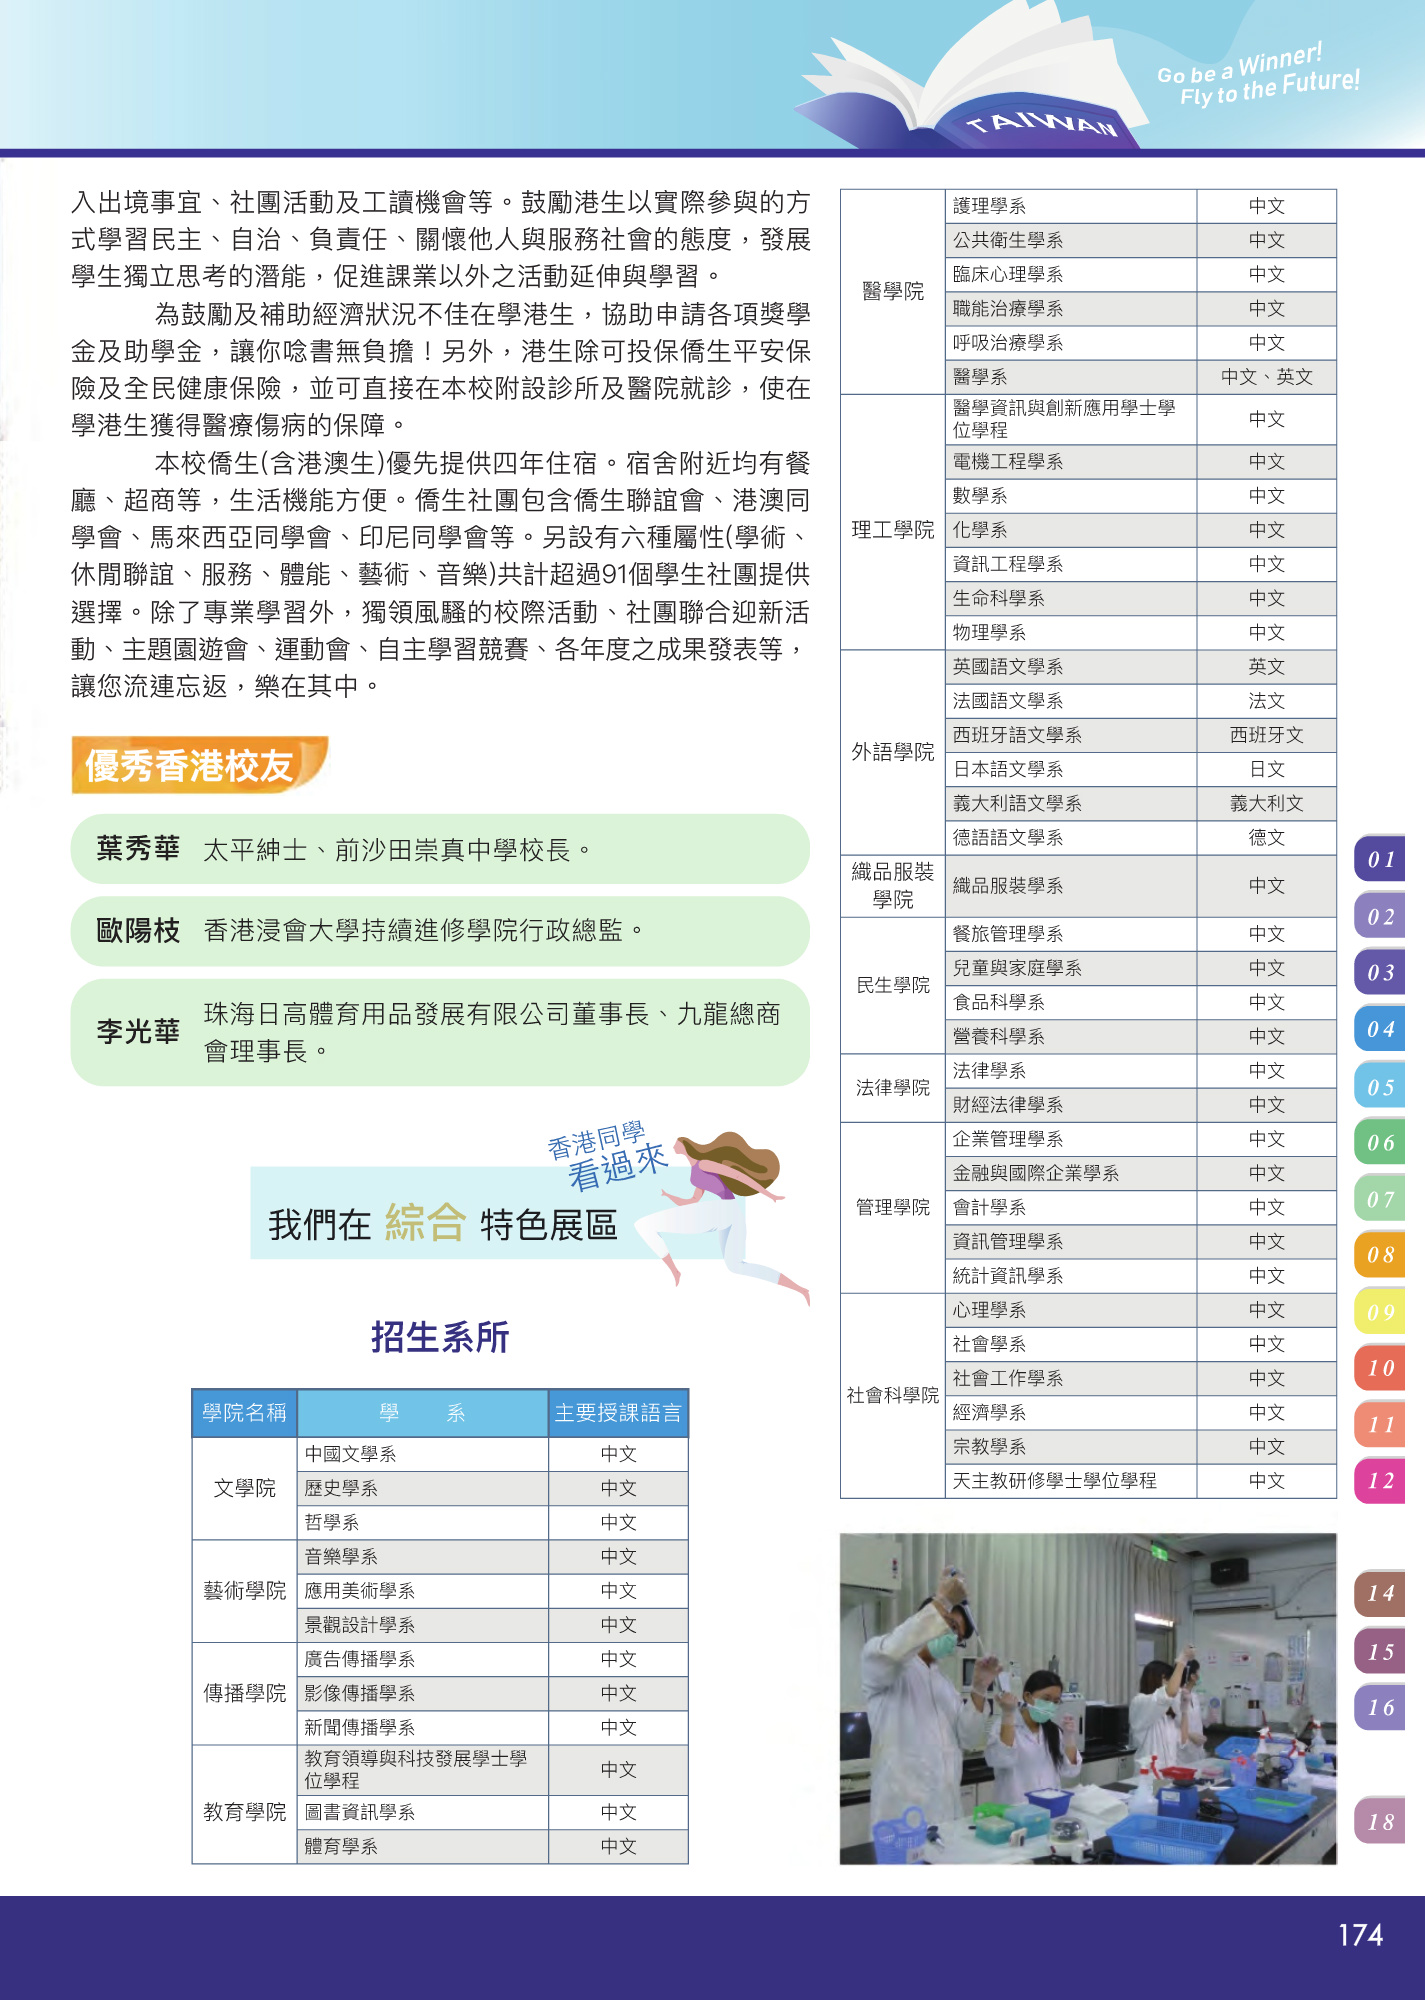 Go be a Winner!
Fly to the Future!
TAIWAN
入出境事宜、社團活動及工讀機會等。鼓勵港生以實際參與的方
式學習民主、自治、負責任、關懷他人與服務社會的態度，發展
學生獨立思考的潛能，促進課業以外之活動延伸與學習。
為鼓勵及補助經濟狀況不佳在學港生，協助申請各項獎學
金及助學金，讓你唸書無負擔！另外，港生除可投保僑生平安保
險及全民健康保險，並可直接在本校附設診所及醫院就診，使在
學港生獲得醫療傷病的保障。
本校僑生(含港澳生)優先提供四年住宿。宿舍附近均有餐
廳、超商等，生活機能方便。僑生社團包含僑生聯誼會、港澳同
學會、馬來西亞同學會、印尼同學會等。另設有六種屬性(學術、
休閒聯誼、服務、體能、藝術、音樂)共計超過91個學生社團提供
選擇。除了專業學習外，獨領風騷的校際活動、社團聯合迎新活
動、主題園遊會、運動會、自主學習競賽、各年度之成果發表等，
讓您流連忘返，樂在其中。
優秀香港校友
葉秀華 太平紳士、前沙田崇真中學校長。
歐陽枝 香港浸會大學持續進修學院行政總監。
李光華 珠海日高體育用品發展有限公司董事長、九龍總商
會理事長。
香港同學
看過來
我們在 綜合 特色展區
招生系所
學院名稱 學 系 主要授課語言
文學院
中國文學系 中文
歷史學系 中文
哲學系 中文
藝術學院
音樂學系 中文
應用美術學系 中文
景觀設計學系 中文
傳播學院
廣告傳播學系 中文
影像傳播學系 中文
新聞傳播學系 中文
教育學院
教育領導與科技發展學士學
位學程 中文
圖書資訊學系 中文
體育學系 中文
醫學院
護理學系 中文
公共衛生學系 中文
臨床心理學系 中文
職能治療學系 中文
呼吸治療學系 中文
醫學系 中文、英文
理工學院
醫學資訊與創新應用學士學
位學程 中文
電機工程學系 中文
數學系 中文
化學系 中文
資訊工程學系 中文
生命科學系 中文
物理學系 中文
外語學院
英國語文學系 英文
法國語文學系 法文
西班牙語文學系 西班牙文
日本語文學系 日文
義大利語文學系 義大利文
德語語文學系 德文
織品服裝
學院
織品服裝學系 中文
民生學院
餐旅管理學系 中文
兒童與家庭學系 中文
食品科學系 中文
營養科學系 中文
法律學院
法律學系 中文
財經法律學系 中文
管理學院
企業管理學系 中文
金融與國際企業學系 中文
會計學系 中文
資訊管理學系 中文
統計資訊學系 中文
社會科學院
心理學系 中文
社會學系 中文
社會工作學系 中文
經濟學系 中文
宗教學系 中文
天主教研修學士學位學程 中文
01
02
03
04
05
06
07
08
09
10
11
12
14
15
16
18
174